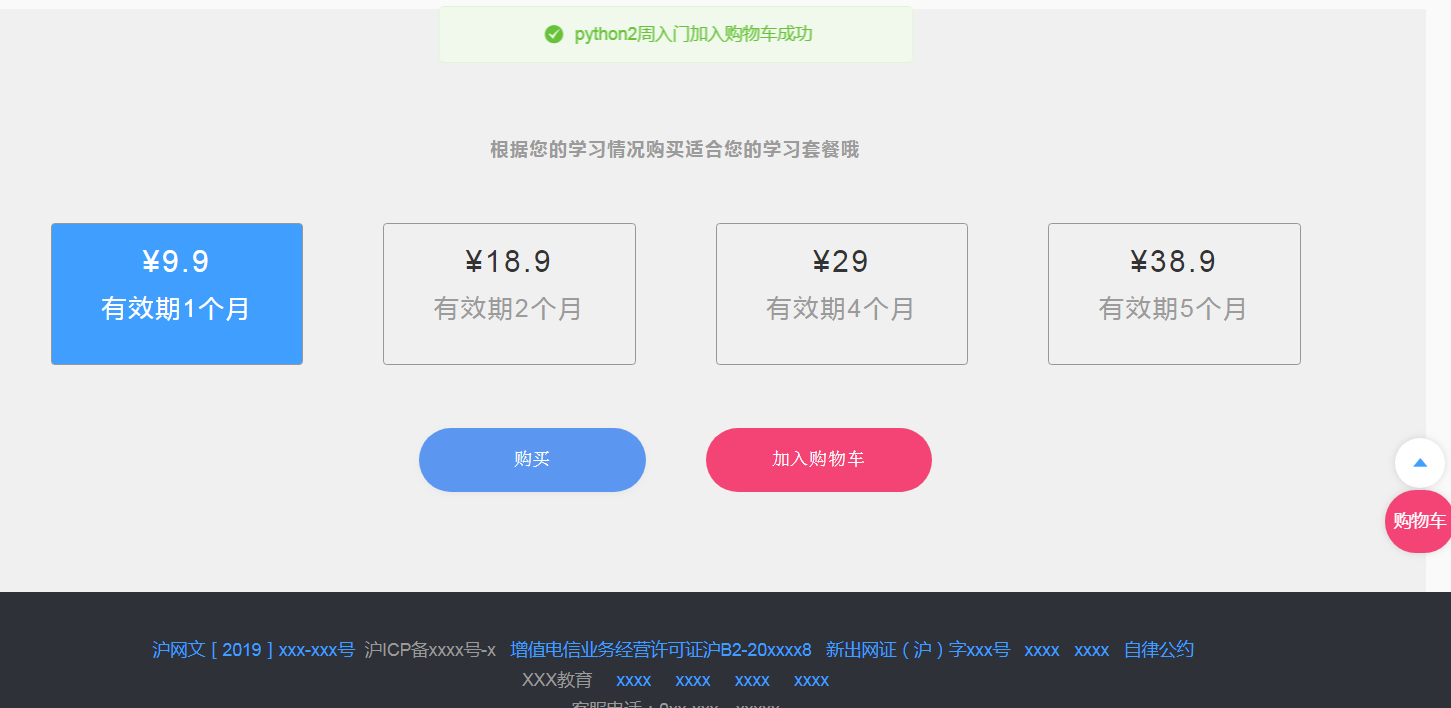 python2周入门加入购物车成功
根据您的学习情况购买适合您的学习套餐哦
¥9.9
有效期1个月
¥18.9
有效期2个月
¥29
有效期4个月
¥38.9
有效期5个月
购买
加入购物车
购物车
沪网文［2019］xxx-xxx号 沪ICP备xxxx号-x 增值电信业务经营许可证沪B2-20xxxx8 新出网证（沪）字xxx号 xxxx xxxx 自律公约
XXX教育 xxxx xxxx xxxx xxxx